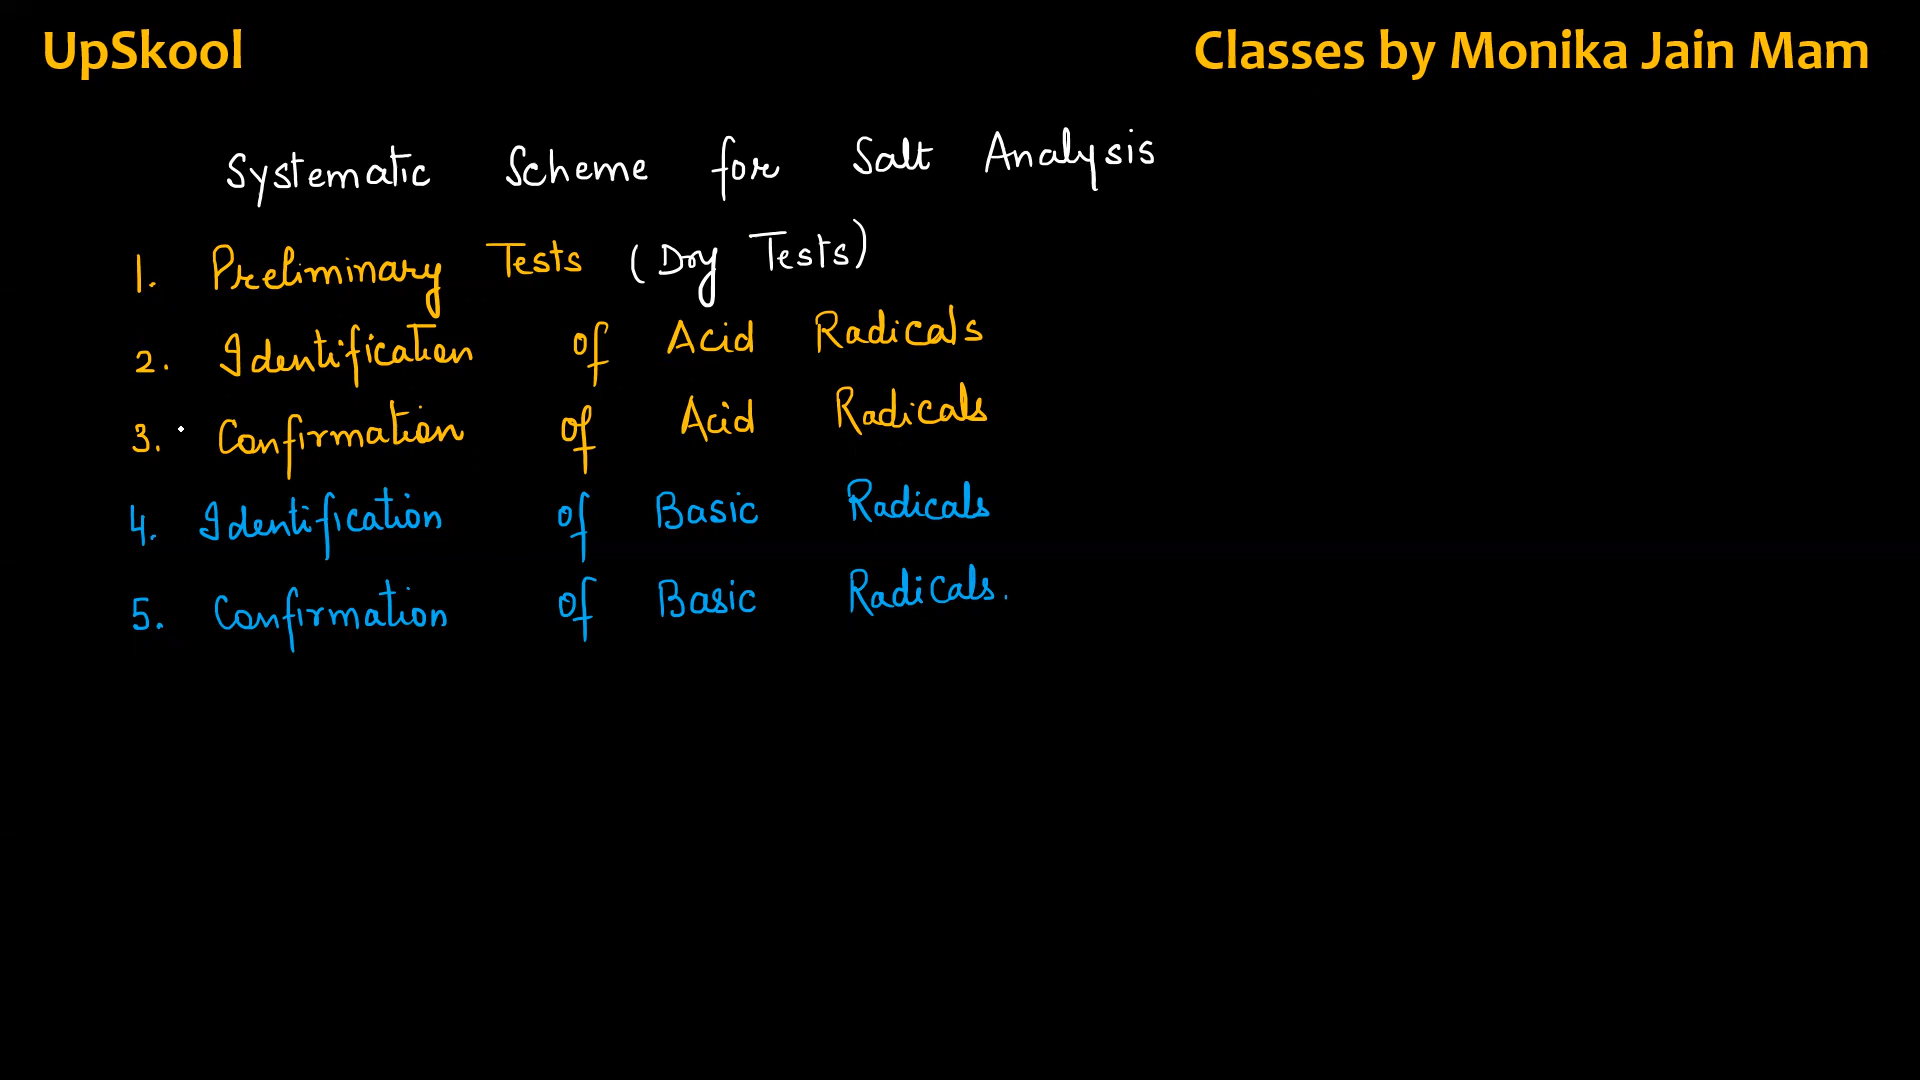 UpSkool
Classes by Monika Jain Mam
Systematic Scheme for Salt Analysis
1. Preliminary Tests (Dry Tests)
2. Identification of Acid Radicals
3. Confirmation of Acid Radicals
4. Identification of Basic Radicals
5. Confirmation of Basic Radicals.